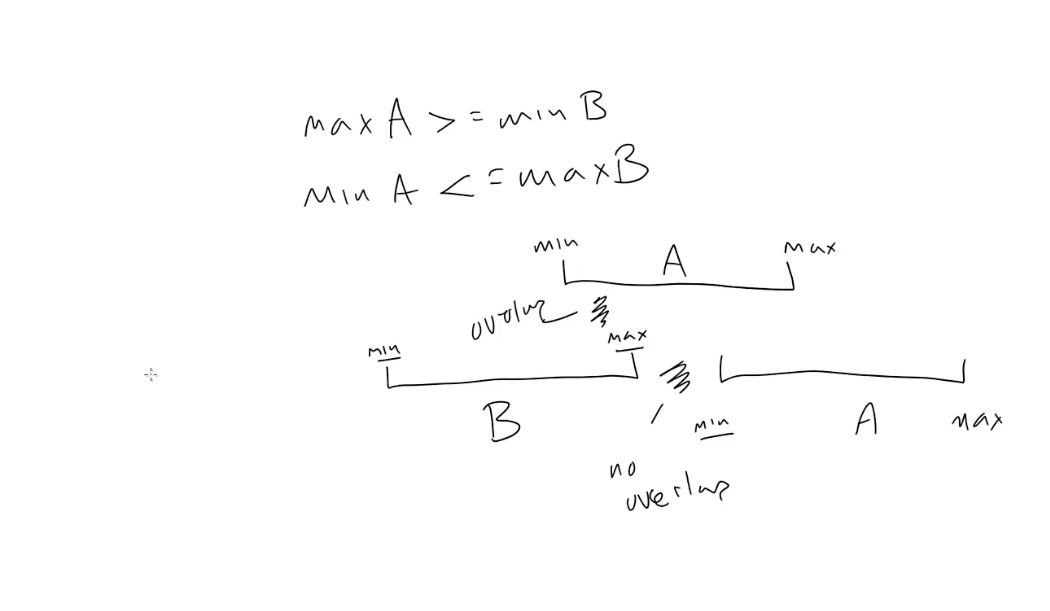 max A >= min B
min A <= max B
min A max
overlap
min max
B min A max
no
overlap